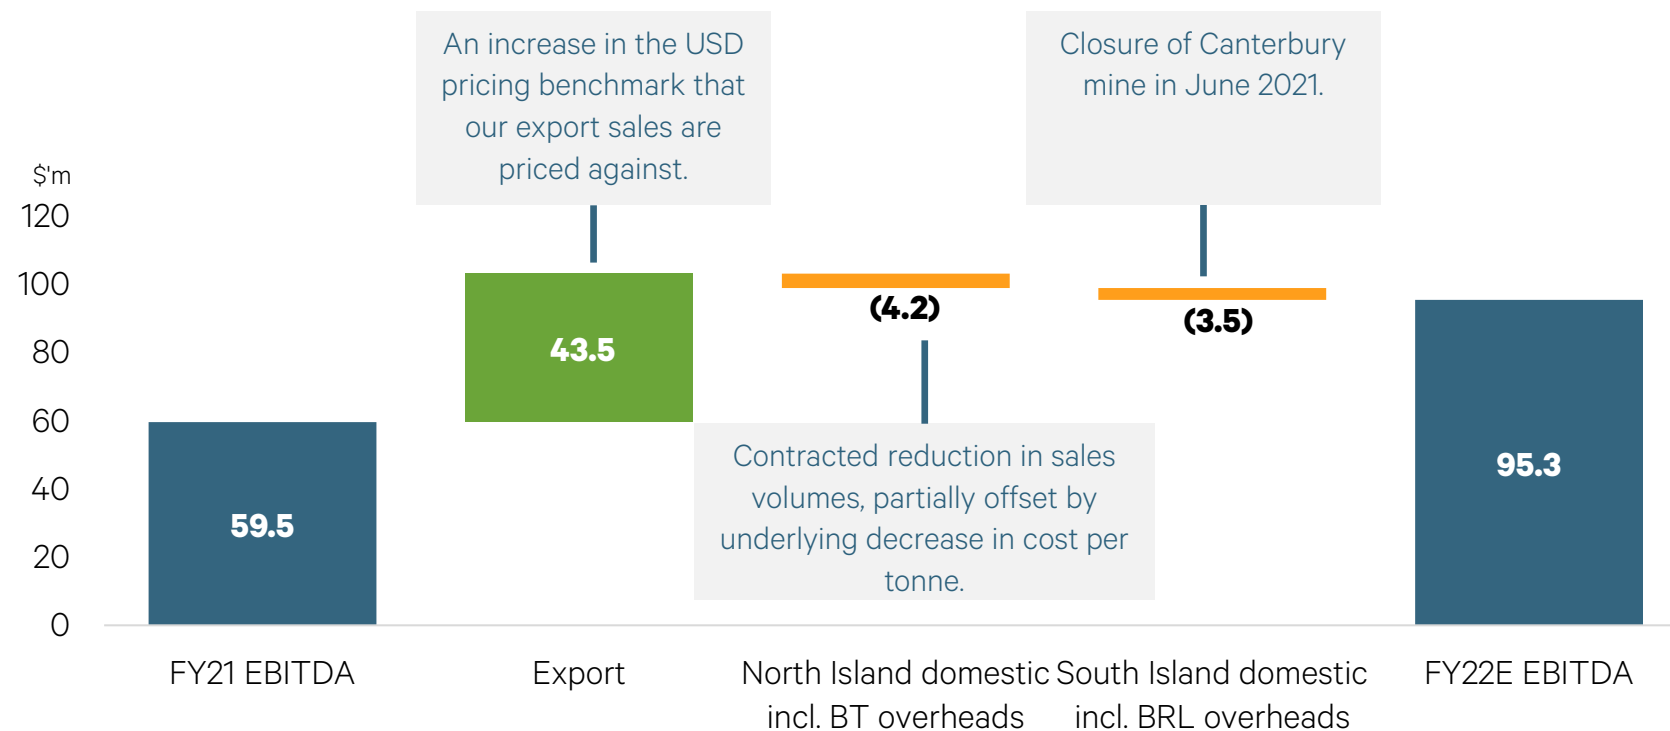 An increase in the USD
pricing benchmark that
our export sales are
priced against.
Closure of Canterbury
mine in June 2021.
$'m
120
100
80
60
40
20
0
59.5
43.5
(4.2)
(3.5)
95.3
Contracted reduction in sales
volumes, partially offset by
underlying decrease in cost per
tonne.
FY21 EBITDA
Export
North Island domestic
incl. BT overheads
South Island domestic
incl. BRL overheads
FY22E EBITDA